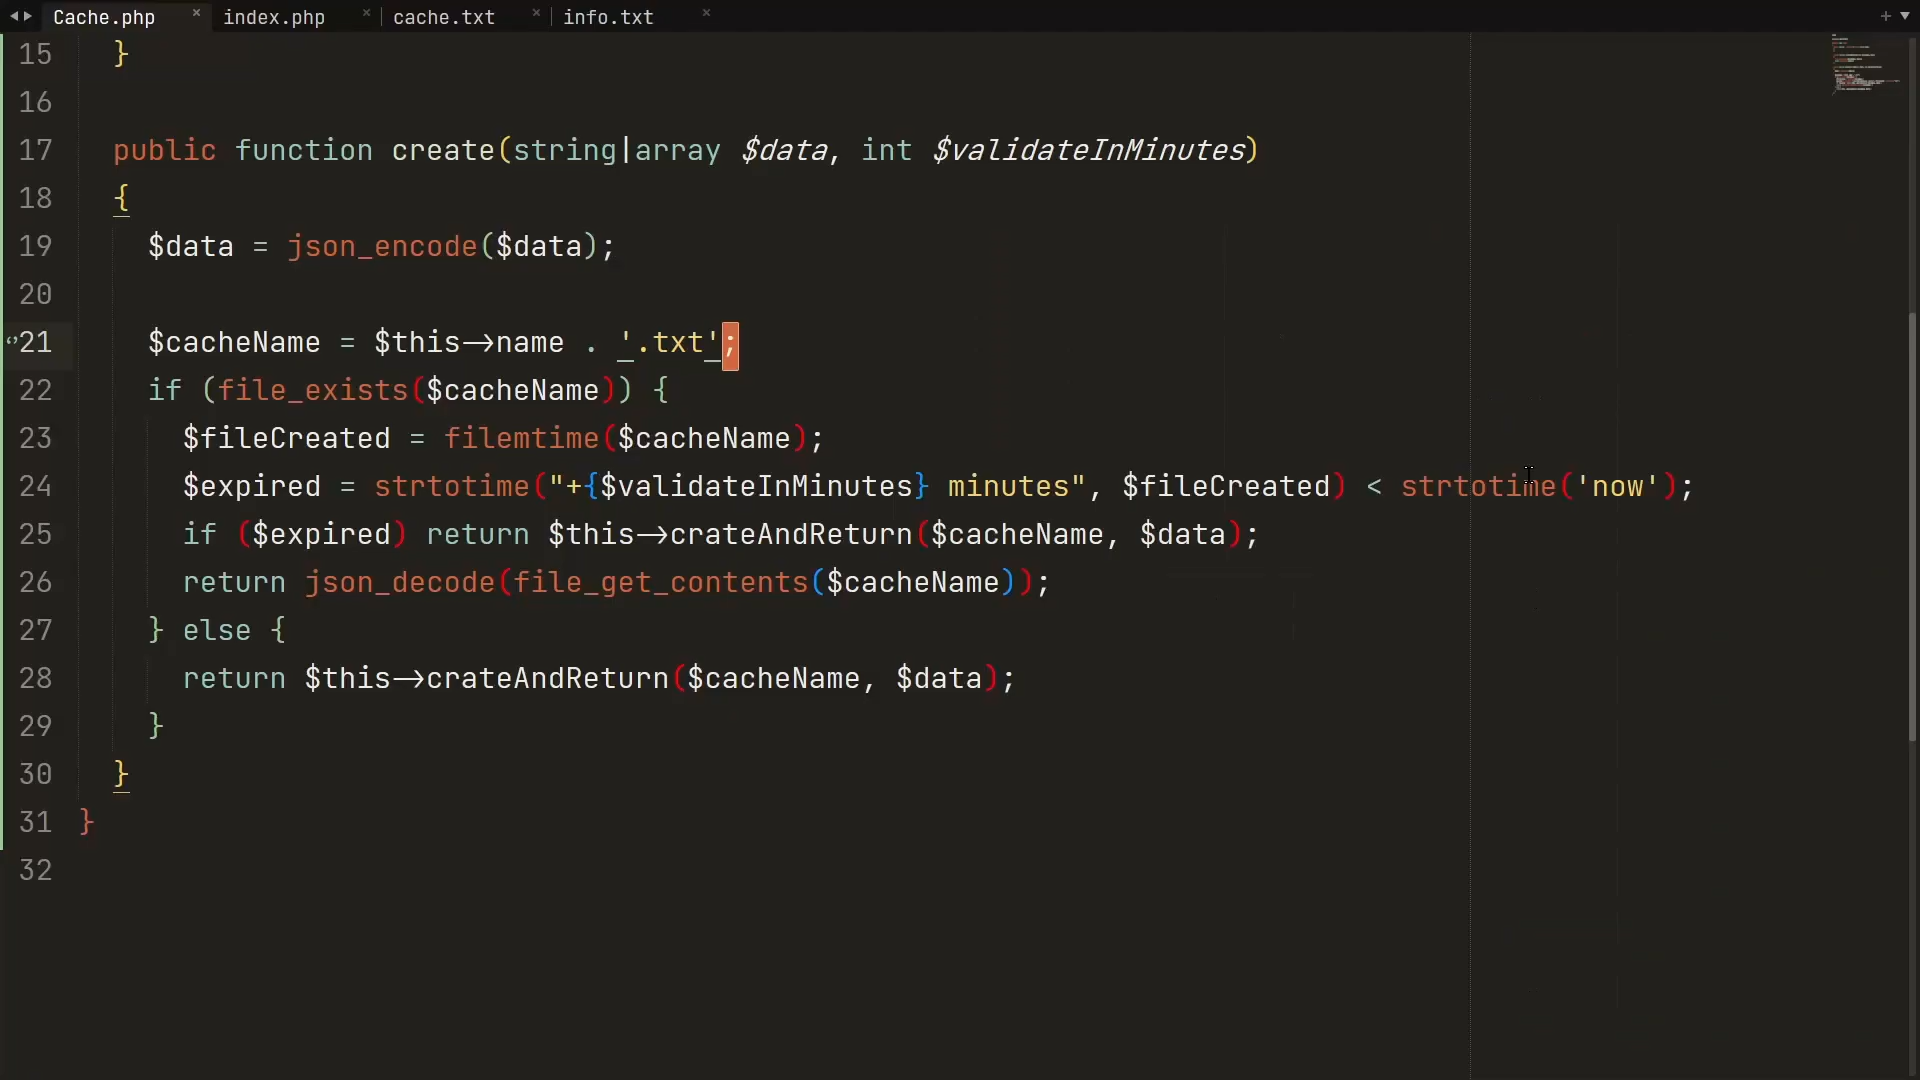 Cache.php × index.php × cache.txt × info.txt ×
15 }
16
17 public function create(string|array $data, int $validateInMinutes)
18 {
19 $data = json_encode($data);
20
21 $cacheName = $this->name . '.txt';
22 if (file_exists($cacheName)) {
23 $fileCreated = filemtime($cacheName);
24 $expired = strtotime("+{$validateInMinutes} minutes", $fileCreated) < strtotime('now');
25 if ($expired) return $this->crateAndReturn($cacheName, $data);
26 return json_decode(file_get_contents($cacheName));
27 } else {
28 return $this->crateAndReturn($cacheName, $data);
29 }
30 }
31 }
32